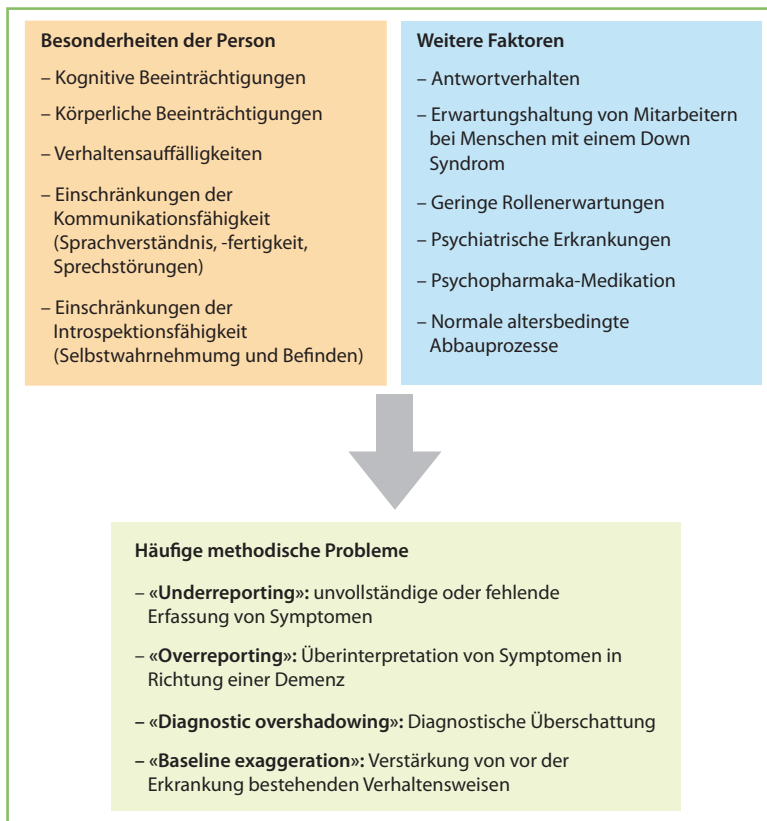 Besonderheiten der Person
– Kognitive Beeinträchtigungen
– Körperliche Beeinträchtigungen
– Verhaltensauffälligkeiten
– Einschränkungen der
Kommunikationsfähigkeit
(Sprachverständnis, -fertigkeit,
Sprechstörungen)
– Einschränkungen der
Introspektionsfähigkeit
(Selbstwahrnehmumg und Befinden)
Weitere Faktoren
– Antwortverhalten
– Erwartungshaltung von Mitarbeitern
bei Menschen mit einem Down
Syndrom
– Geringe Rollenerwartungen
– Psychiatrische Erkrankungen
– Psychopharmaka-Medikation
– Normale altersbedingte
Abbauprozesse
Häufige methodische Probleme
– «Underreporting»: unvollständige oder fehlende
Erfassung von Symptomen
– «Overreporting»: Überinterpretation von Symptomen in
Richtung einer Demenz
– «Diagnostic overshadowing»: Diagnostische Überschattung
– «Baseline exaggeration»: Verstärkung von vor der
Erkrankung bestehenden Verhaltensweisen